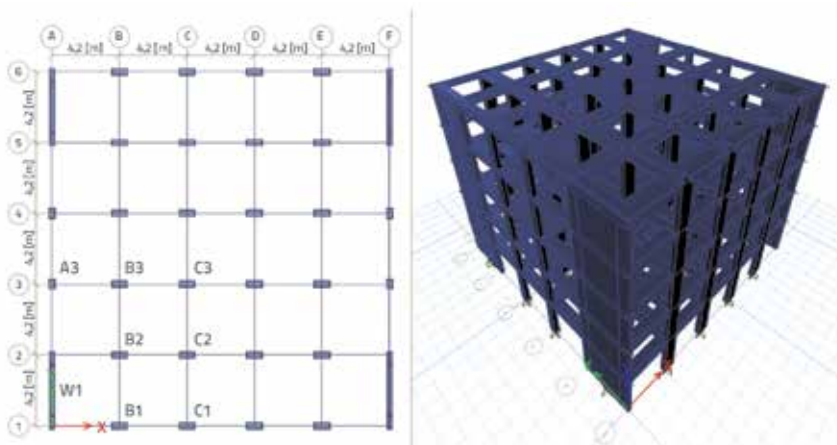 A B C D E F
4,2 [m] 4,2 [m] 4,2 [m] 4,2 [m] 4,2 [m]
6
4,2 [m]
5
4,2 [m]
4
4,2 [m]
A3 B3 C3
3
4,2 [m]
B2 C2
2
4,2 [m]
W1
B1 C1
1
X